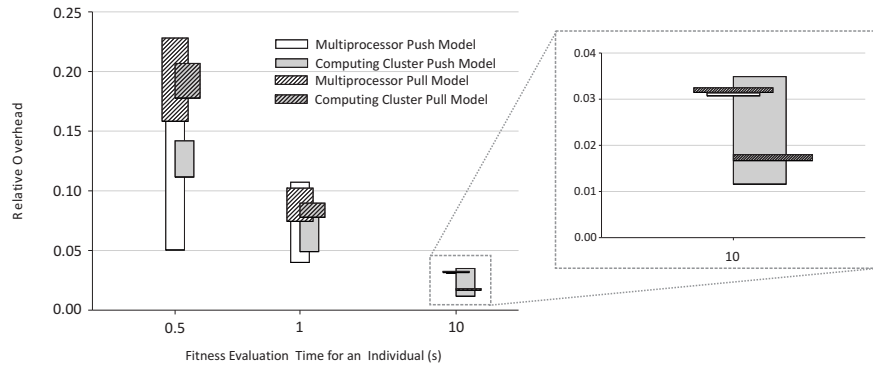 0.25
0.20
0.15
0.10
0.05
0.00
Relative Overhead
Multiprocessor Push Model
Computing Cluster Push Model
Multiprocessor Pull Model
Computing Cluster Pull Model
0.5
1
10
Fitness Evaluation Time for an Individual (s)
0.04
0.03
0.02
0.01
0.00
10